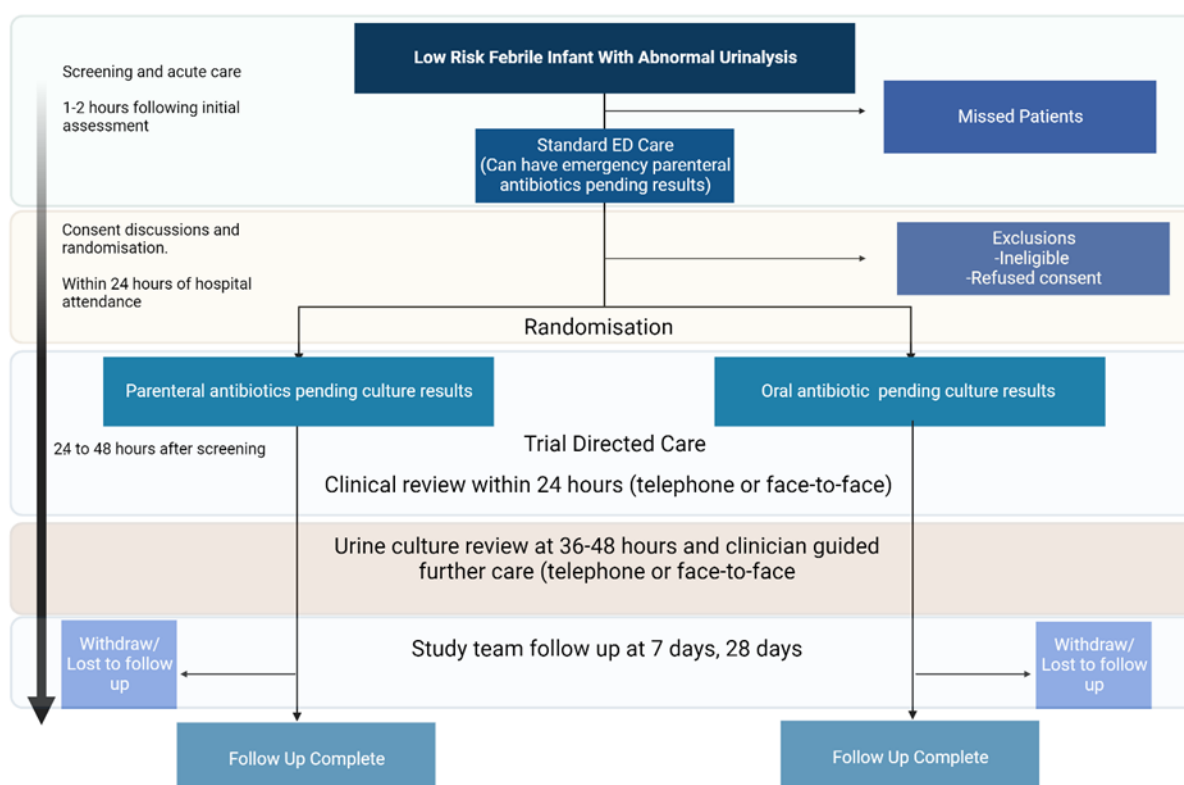 Low Risk Febrile Infant With Abnormal Urinalysis
Screening and acute care
1-2 hours following initial
assessment
Missed Patients
Standard ED Care
(Can have emergency parenteral
antibiotics pending results)
Consent discussions and
randomisation.
Within 24 hours of hospital
attendance
Exclusions
-Ineligible
-Refused consent
Randomisation
Parenteral antibiotics pending culture results
Oral antibiotic pending culture results
24 to 48 hours after screening
Trial Directed Care
Clinical review within 24 hours (telephone or face-to-face)
Urine culture review at 36-48 hours and clinician guided
further care (telephone or face-to-face
Withdraw/
Lost to follow
up
Study team follow up at 7 days, 28 days
Withdraw/
Lost to follow
up
Follow Up Complete
Follow Up Complete